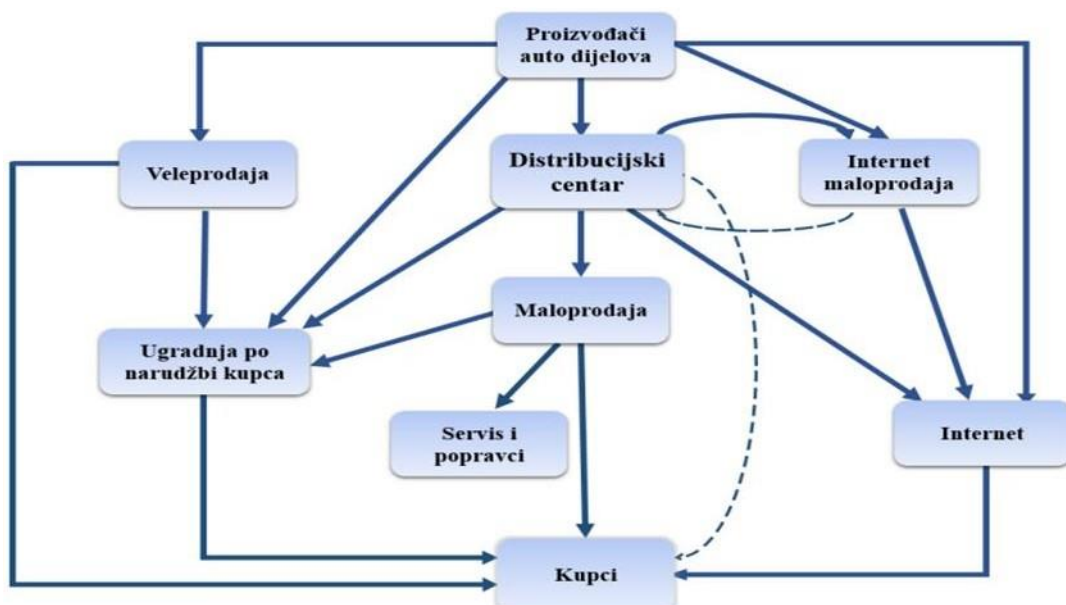 Proizvođači
auto dijelova
Veleprodaja
Distribucijski
centar
Internet
maloprodaja
Maloprodaja
Ugradnja po
narudžbi kupca
Servis i
popravci
Internet
Kupci